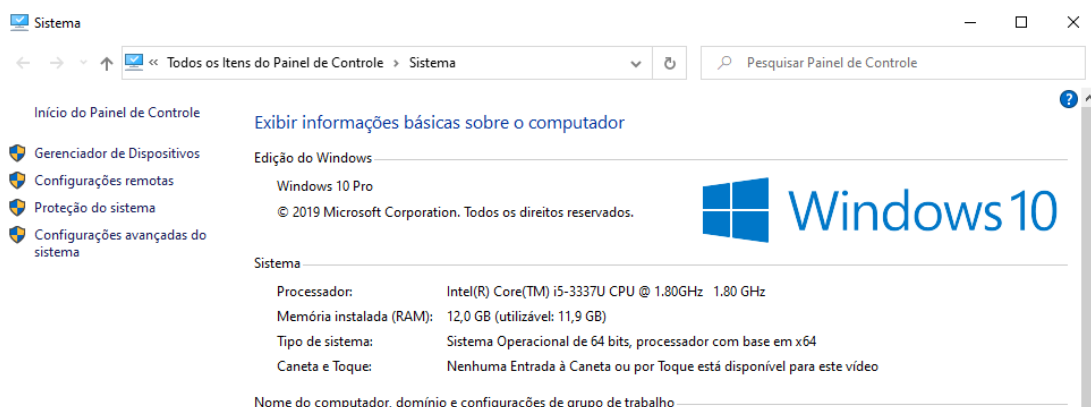 Sistema
« Todos os Itens do Painel de Controle › Sistema
Pesquisar Painel de Controle
Início do Painel de Controle
Gerenciador de Dispositivos
Configurações remotas
Proteção do sistema
Configurações avançadas do
sistema
?
Exibir informações básicas sobre o computador
Edição do Windows
Windows 10 Pro
© 2019 Microsoft Corporation. Todos os direitos reservados.
Windows 10
Sistema
Processador: Intel(R) Core(TM) i5-3337U CPU @ 1.80GHz 1.80 GHz
Memória instalada (RAM): 12,0 GB (utilizável: 11,9 GB)
Tipo de sistema: Sistema Operacional de 64 bits, processador com base em x64
Caneta e Toque: Nenhuma Entrada à Caneta ou por Toque está disponível para este vídeo
Nome do computador, domínio e configurações de grupo de trabalho